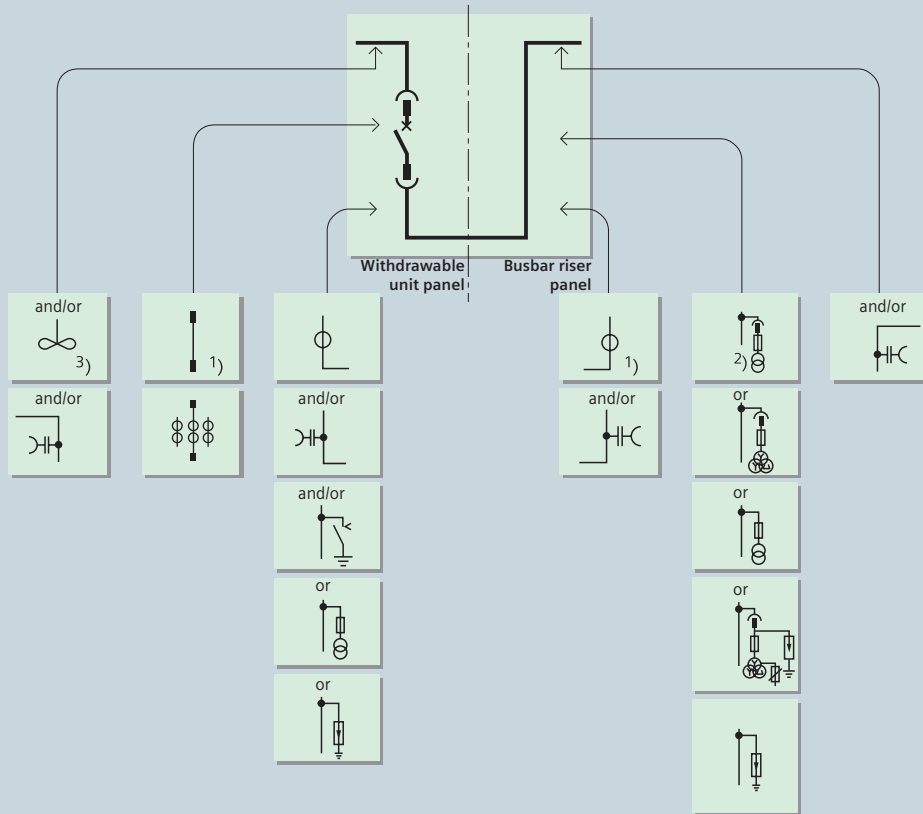 Withdrawable
unit panel
Busbar riser
panel
and/or
3)
and/or
1)
and/or
and/or
or
or
1)
and/or
2)
or
or
or
and/or